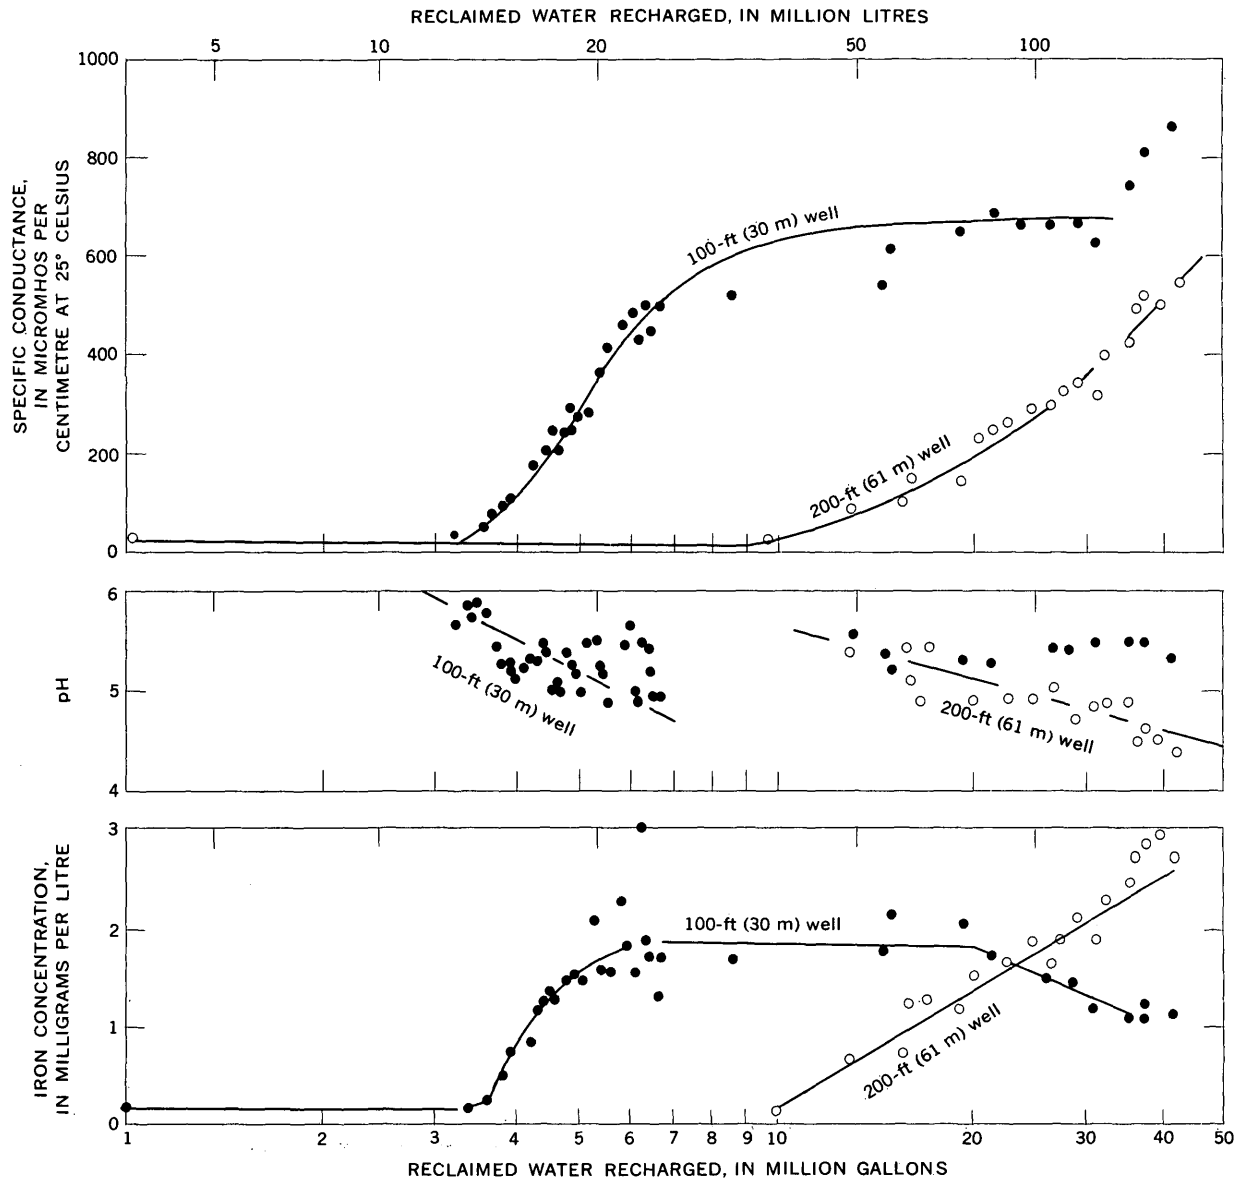 RECLAIMED WATER RECHARGED, IN MILLION LITRES
5 10 20 50 100
1000
800
600
400
200
0
SPECIFIC CONDUCTANCE,
IN MICROMHOS PER
CENTIMETRE AT 25° CELSIUS
100-ft (30 m) well
200-ft (61 m) well
6
5
4
pH
100-ft (30 m) well
200-ft (61 m) well
3
2
1
0
IRON CONCENTRATION,
IN MILLIGRAMS PER LITRE
100-ft (30 m) well
200-ft (61 m) well
1 2 3 4 5 6 7 8 9 10 20 30 40 50
RECLAIMED WATER RECHARGED, IN MILLION GALLONS